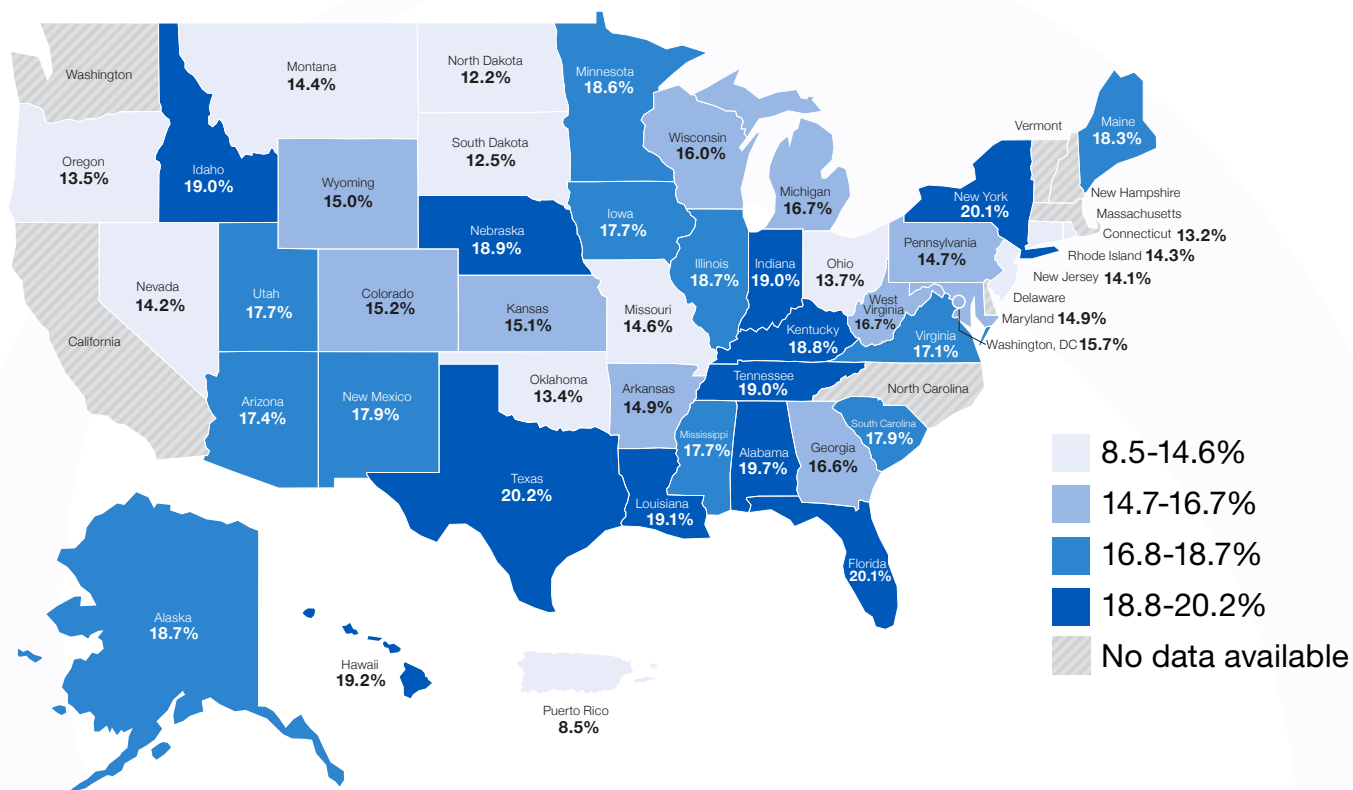 Washington
Montana
14.4%
North Dakota
12.2%
Minnesota
18.6%
Wisconsin
16.0%
Vermont
Maine
18.3%
Oregon
13.5%
Idaho
19.0%
Wyoming
15.0%
South Dakota
12.5%
Michigan
16.7%
New York
20.1%
New Hampshire
Massachusetts
Connecticut 13.2%
Rhode Island 14.3%
New Jersey 14.1%
Delaware
Maryland 14.9%
Washington, DC 15.7%
Nebraska
18.9%
Iowa
17.7%
Illinois
18.7%
Indiana
19.0%
Ohio
13.7%
Pennsylvania
14.7%
Nevada
14.2%
Utah
17.7%
Colorado
15.2%
Kansas
15.1%
Missouri
14.6%
Kentucky
18.8%
West
Virginia
16.7%
Virginia
17.1%
California
Arizona
17.4%
New Mexico
17.9%
Oklahoma
13.4%
Arkansas
14.9%
Tennessee
19.0%
North Carolina
Texas
20.2%
Louisiana
19.1%
Mississippi
17.7%
Alabama
19.7%
Georgia
16.6%
South Carolina
17.9%
Florida
20.1%
Alaska
18.7%
Hawaii
19.2%
Puerto Rico
8.5%
8.5-14.6%
14.7-16.7%
16.8-18.7%
18.8-20.2%
No data available